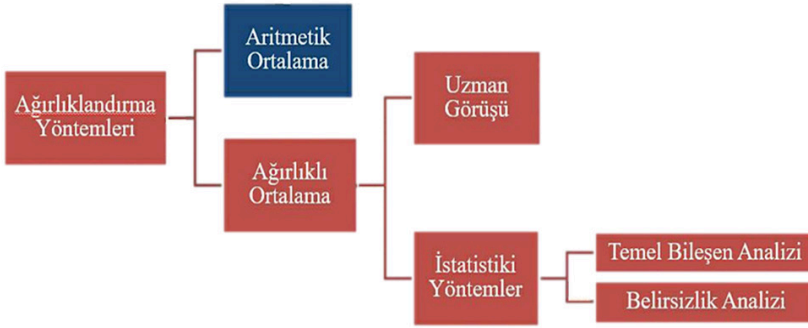 Ağırlıklandırma
Yöntemleri
Aritmetik
Ortalama
Ağırlıklı
Ortalama
Uzman
Görüşü
İstatistiki
Yöntemler
Temel Bileşen Analizi
Belirsizlik Analizi